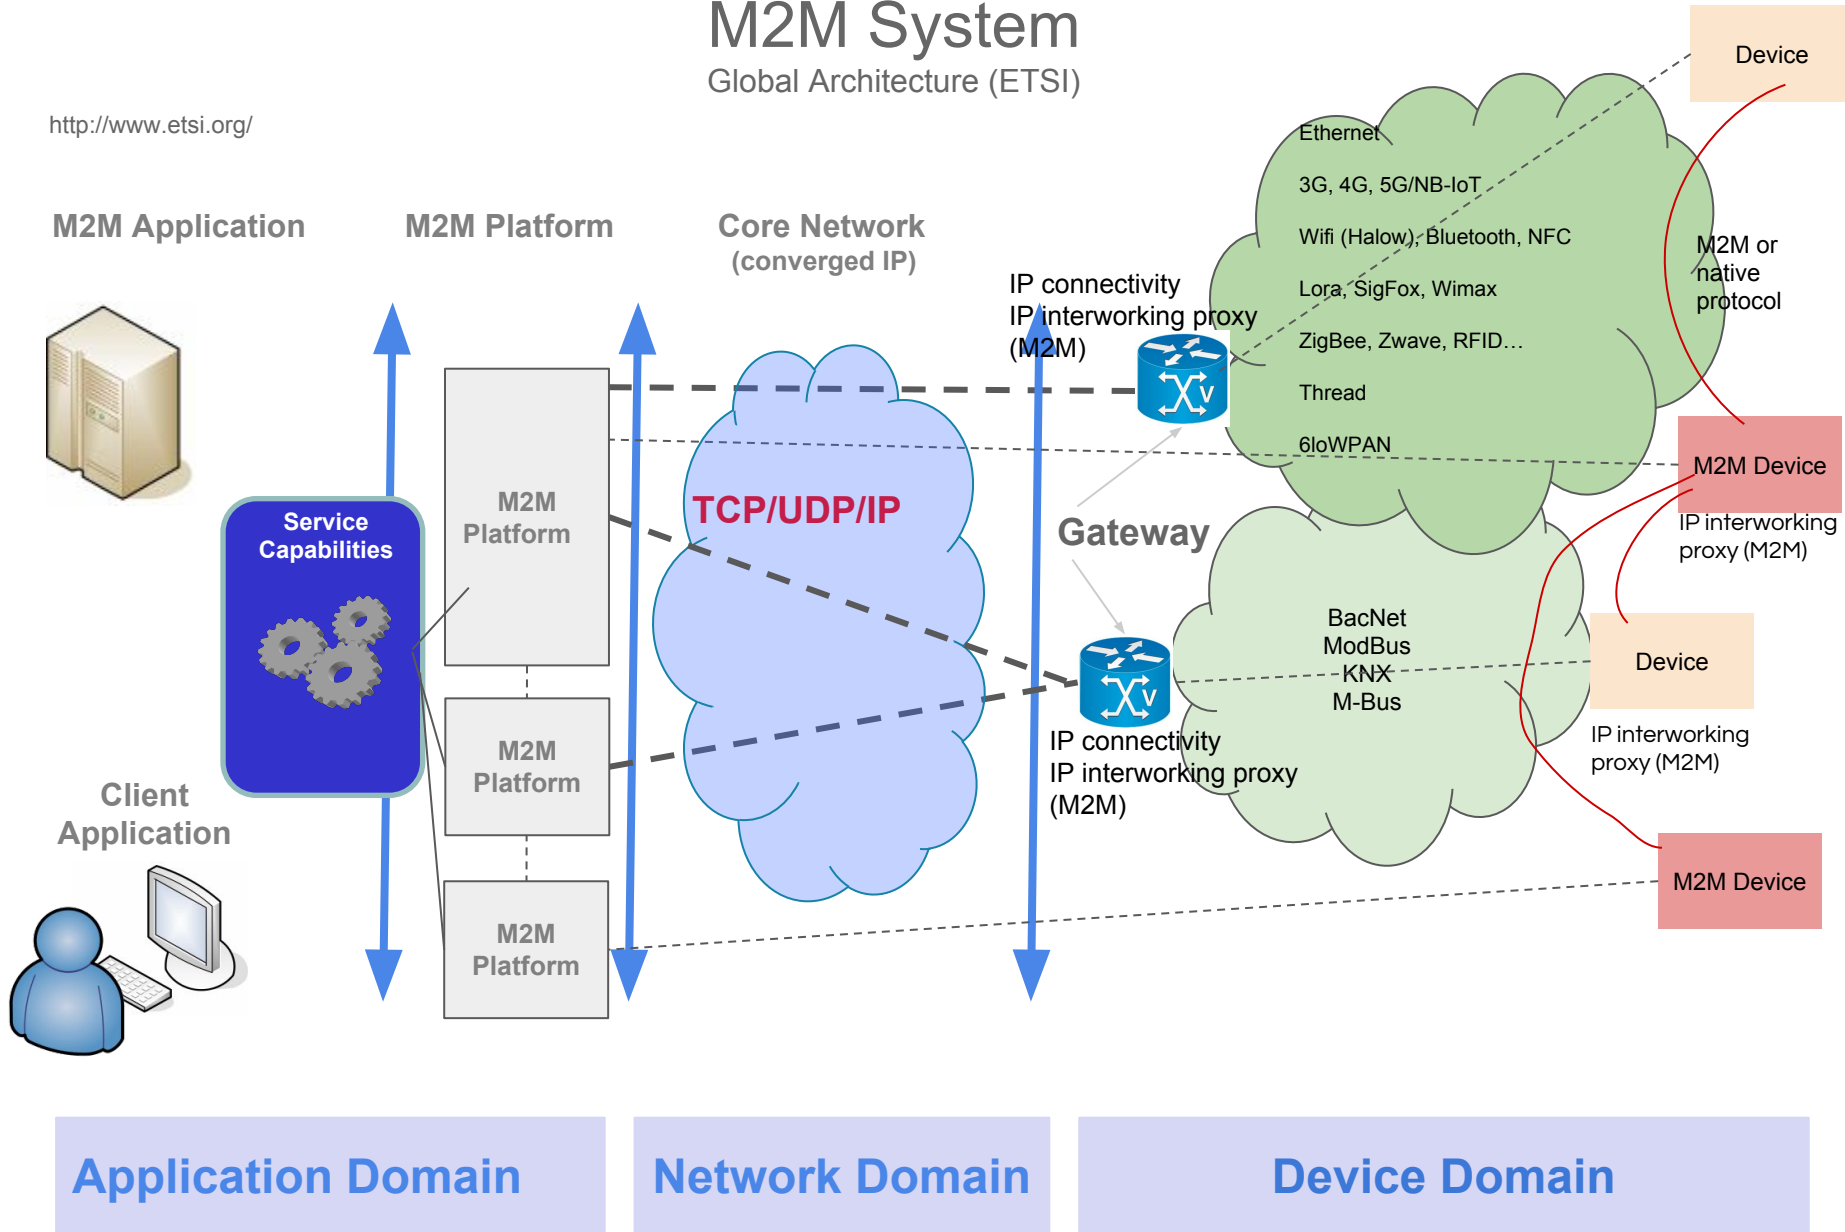 M2M System
Global Architecture (ETSI)
http://www.etsi.org/
M2M Application
M2M Platform
Core Network
(converged IP)
IP connectivity
IP interworking proxy
(M2M)
Device
Ethernet
3G, 4G, 5G/NB-IoT
Wifi (Halow), Bluetooth, NFC
Lora, SigFox, Wimax
ZigBee, Zwave, RFID…
Thread
6loWPAN
M2M or
native
protocol
M2M Device
IP interworking
proxy (M2M)
Service
Capabilities
M2M
Platform
TCP/UDP/IP
Gateway
BacNet
ModBus
KNX
M-Bus
Device
IP interworking
proxy (M2M)
M2M
Platform
IP connectivity
IP interworking proxy
(M2M)
Client
Application
M2M
Platform
M2M Device
V
V
Application Domain
Network Domain
Device Domain